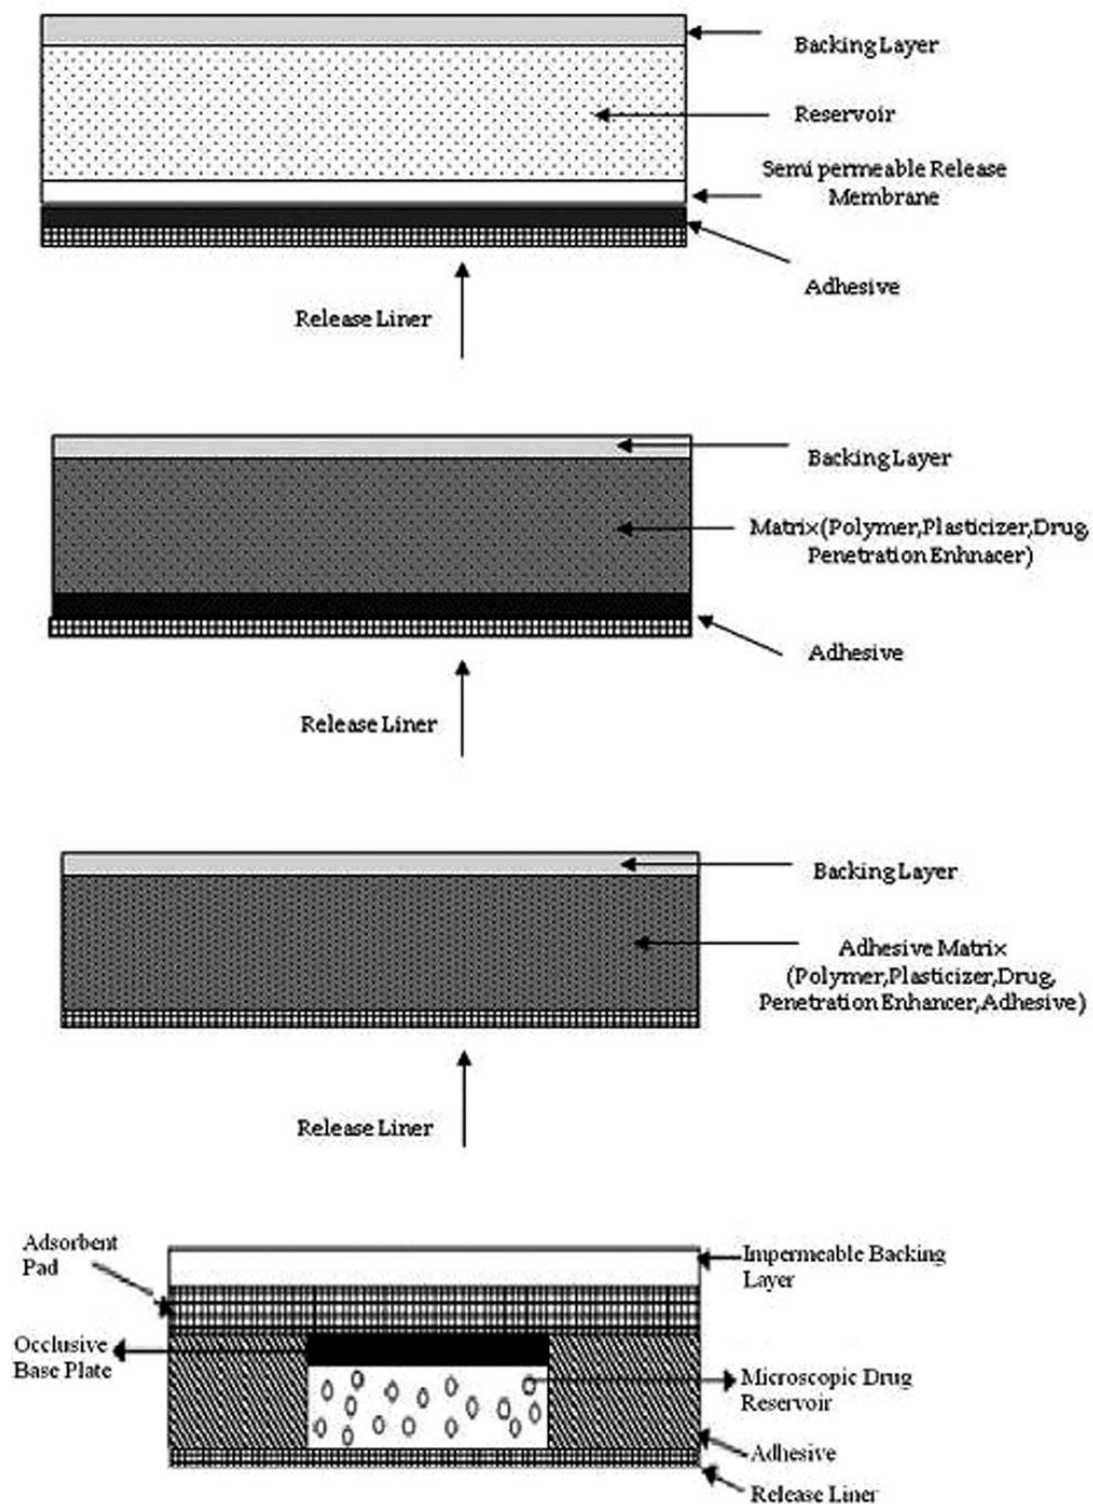 Backing Layer
Reservoir
Semi permeable Release
Membrane
Adhesive
Release Liner
Backing Layer
Matrix(Polymer,Plasticizer,Drug,
Penetration Enhnacer)
Adhesive
Release Liner
Backing Layer
Adhesive Matrix
(Polymer,Plasticizer,Drug,
Penetration Enhancer,Adhesive)
Release Liner
Adsorbent
Pad
Impermeable Backing
Layer
Occlusive
Base Plate
Microscopic Drug
Reservoir
Adhesive
Release Liner